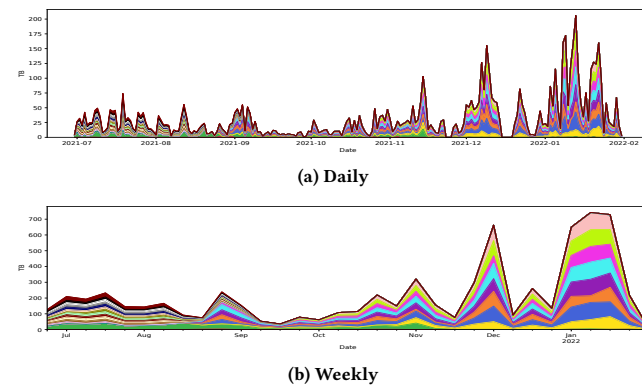 200
175
150
125
100
75
50
25
0
TB
2021-07 2021-08 2021-09 2021-10 2021-11 2021-12 2022-01 2022-02
Date
(a) Daily
700
600
500
400
300
200
100
0
TB
Jul Aug Sep Oct Nov Dec Jan
2022
Date
(b) Weekly